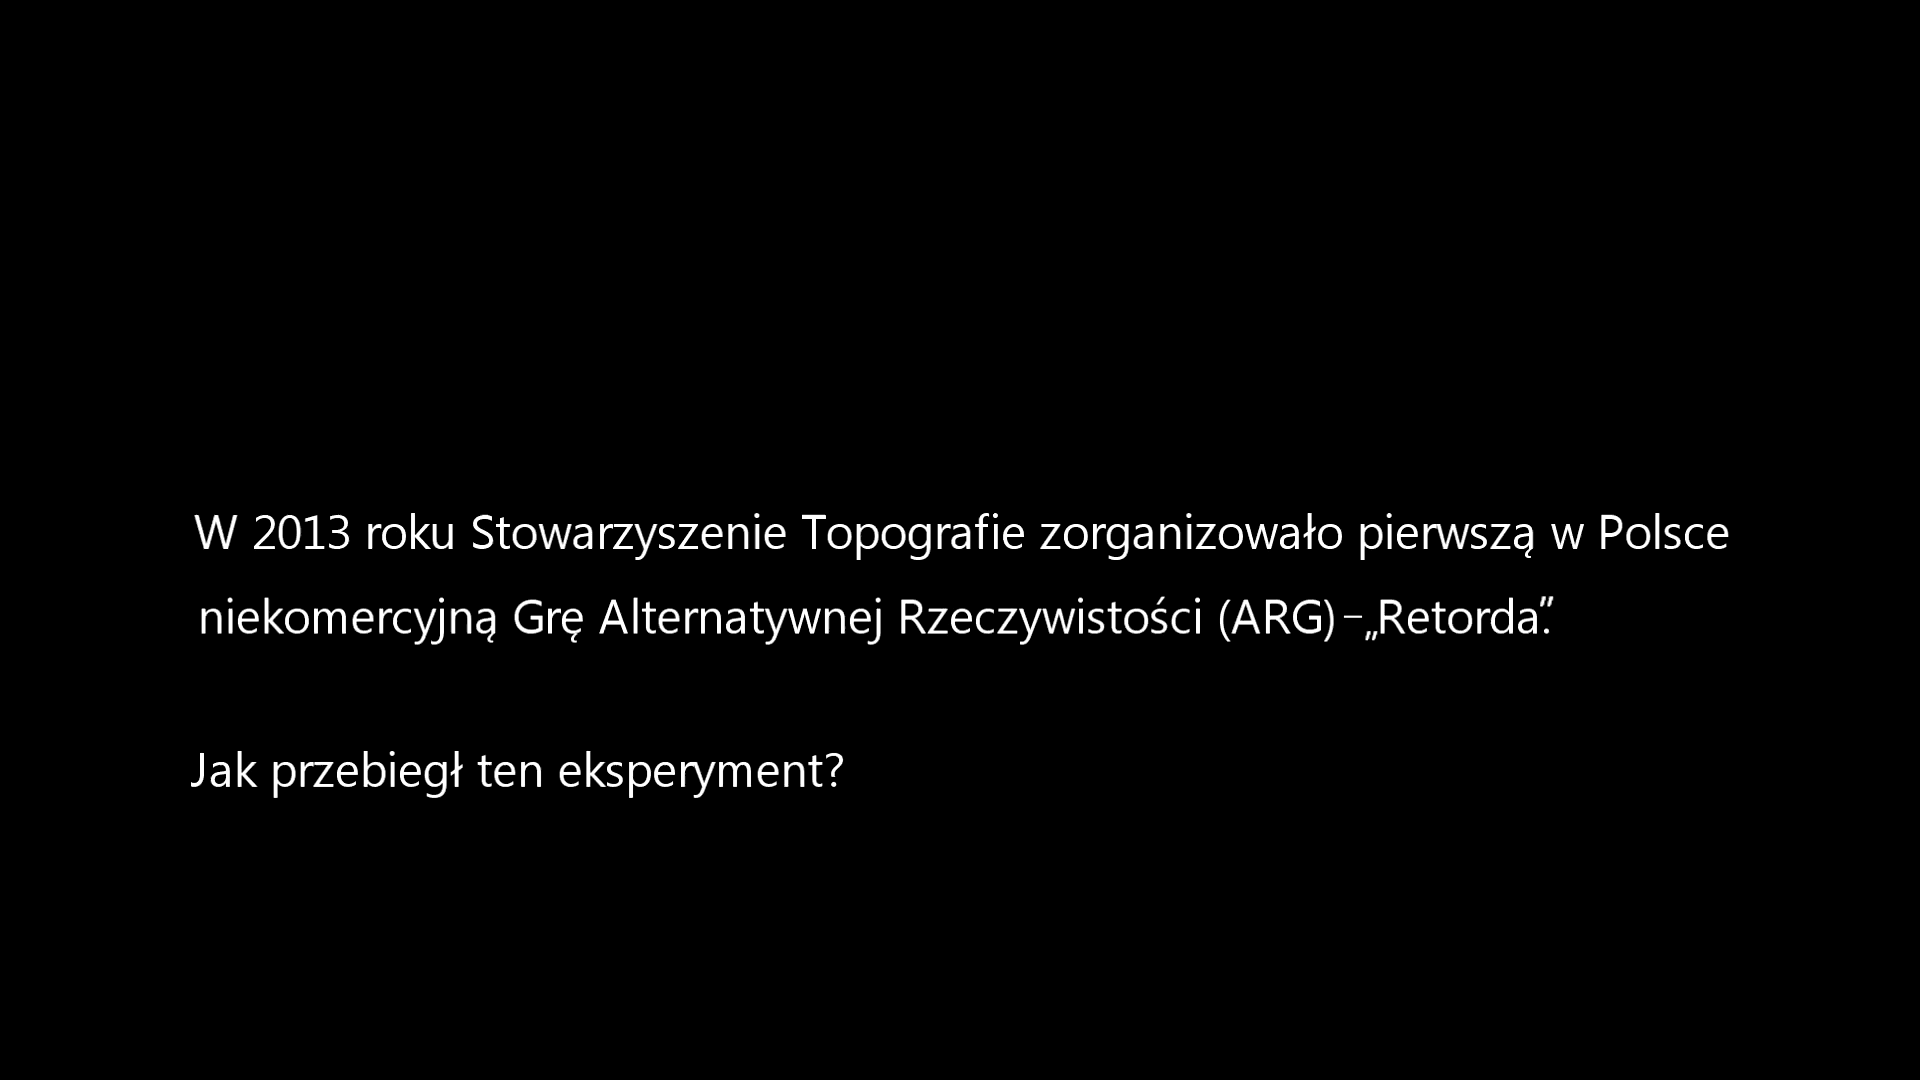 W 2013 roku Stowarzyszenie Topografie zorganizowało pierwszą w Polsce
niekomercyjną Grę Alternatywnej Rzeczywistości (ARG) –„Retorda”.
Jak przebiegł ten eksperyment?